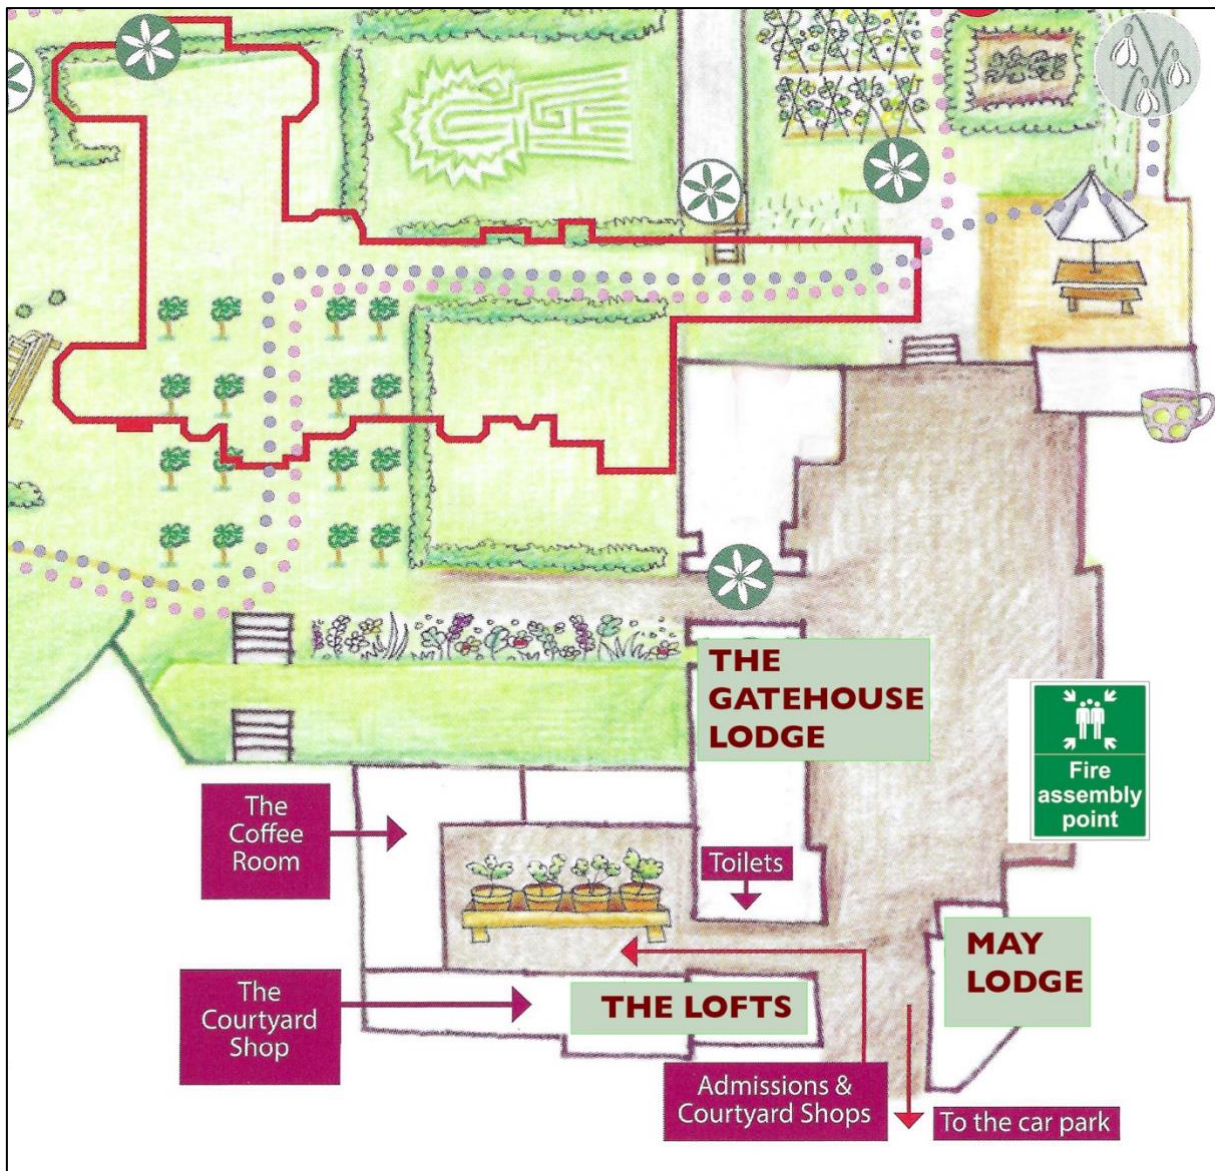 THE
GATEHOUSE
LODGE
Fire
assembly
point
The
Coffee
Room
Toilets
MAY
LODGE
The
Courtyard
Shop
THE LOFTS
Admissions &
Courtyard Shops
To the car park